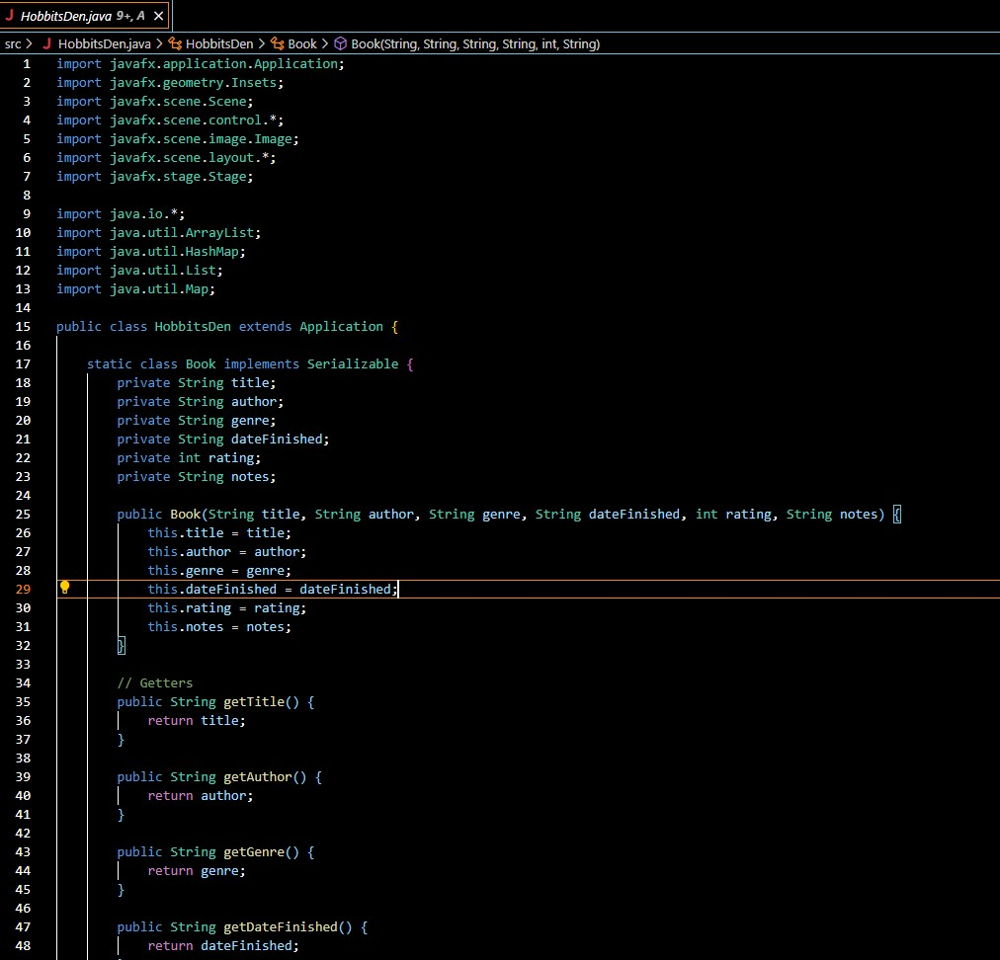 J HobbitsDen.java 9+, A ×
src > J HobbitsDen.java > HobbitsDen > Book > Book(String, String, String, String, int, String)
1 import javafx.application.Application;
2 import javafx.geometry.Insets;
3 import javafx.scene.Scene;
4 import javafx.scene.control.*;
5 import javafx.scene.image.Image;
6 import javafx.scene.layout.*;
7 import javafx.stage.Stage;
8
9 import java.io.*;
10 import java.util.ArrayList;
11 import java.util.HashMap;
12 import java.util.List;
13 import java.util.Map;
14
15 public class HobbitsDen extends Application {
16
17     static class Book implements Serializable {
18         private String title;
19         private String author;
20         private String genre;
21         private String dateFinished;
22         private int rating;
23         private String notes;
24
25         public Book(String title, String author, String genre, String dateFinished, int rating, String notes) {
26             this.title = title;
27             this.author = author;
28             this.genre = genre;
29             this.dateFinished = dateFinished;
30             this.rating = rating;
31             this.notes = notes;
32         }
33
34         // Getters
35         public String getTitle() {
36             return title;
37         }
38
39         public String getAuthor() {
40             return author;
41         }
42
43         public String getGenre() {
44             return genre;
45         }
46
47         public String getDateFinished() {
48             return dateFinished;